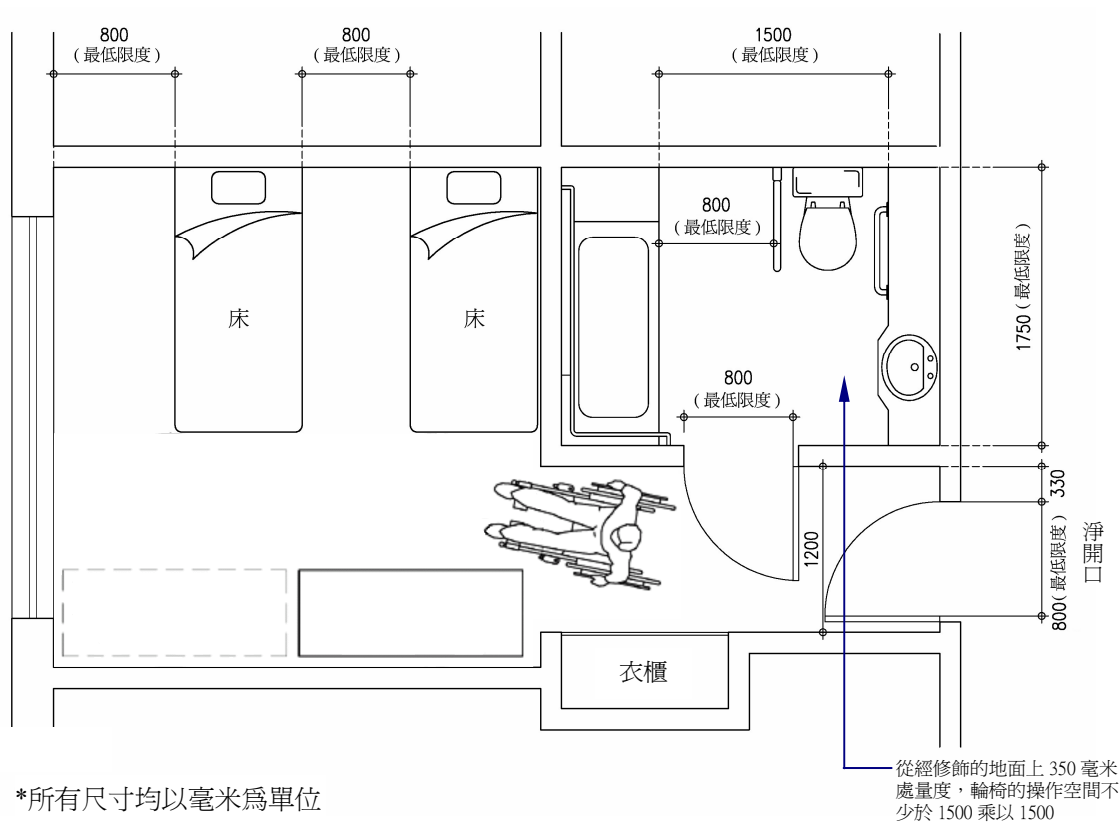 800
(最低限度)
800
(最低限度)
1500
(最低限度)
800
(最低限度)
1750(最低限度)
床
床
800
(最低限度)
330
1200
800(最低限度)
淨開口
衣櫃
從經修飾的地面上 350 毫米
處量度，輪椅的操作空間不
少於 1500 乘以 1500
*所有尺寸均以毫米爲單位